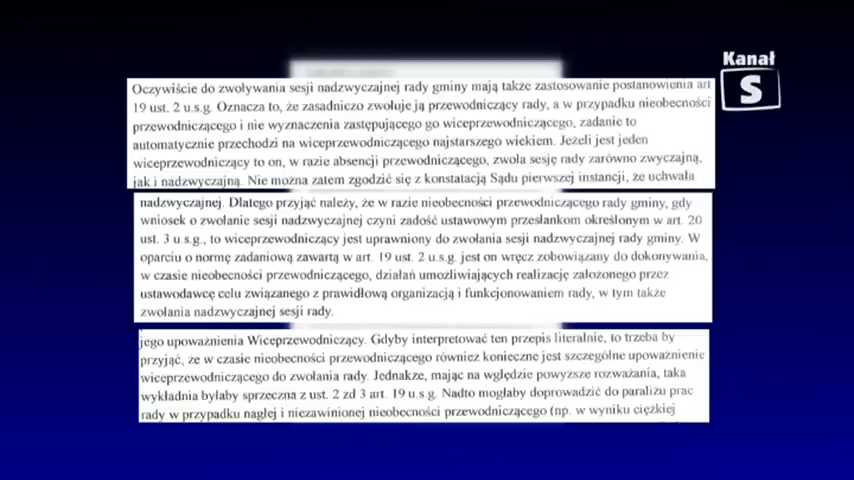 Kanał
S
Oczywiście do zwoływania sesji nadzwyczajnej rady gminy mają także zastosowanie postanowienia art
19 ust. 2 u.s.g. Oznacza to, że zasadniczo zwołuje ją przewodniczący rady, a w przypadku nieobecności
przewodniczącego i nie wyznaczenia zastępującego go wiceprzewodniczącego, zadanie to
automatycznie przechodzi na wiceprzewodniczącego najstarszego wiekiem. Jeżeli jest jeden
wiceprzewodniczący to on, w razie absencji przewodniczącego, zwoła sesję rady zarówno zwyczajną,
jak i nadzwyczajną. Nie można zatem zgodzić się z konstatacją Sądu pierwszej instancji, że uchwała
nadzwyczajnej. Dlatego przyjąć należy, że w razie nieobecności przewodniczącego rady gminy, gdy
wniosek o zwołanie sesji nadzwyczajnej czyni zadość ustawowym przesłankom określonym w art. 20
ust. 3 u.s.g., to wiceprzewodniczący jest uprawniony do zwołania sesji nadzwyczajnej rady gminy. W
oparciu o normę zadaniową zawartą w art. 19 ust. 2 u.s.g. jest on wręcz zobowiązany do dokonywania,
w czasie nieobecności przewodniczącego, działań umożliwiających realizację założonego przez
ustawodawcę celu związanego z prawidłową organizacją i funkcjonowaniem rady, w tym także
zwołania nadzwyczajnej sesji rady.
jego upoważnienia Wiceprzewodniczący. Gdyby interpretować ten przepis literalnie, to trzeba by
przyjąć, że w czasie nieobecności przewodniczącego również konieczne jest szczególne upoważnienie
wiceprzewodniczącego do zwołania rady. Jednakże, mając na względzie powyższe rozważania, taka
wykładnia byłaby sprzeczna z ust. 2 zd 3 art. 19 u.s.g. Nadto mogłaby doprowadzić do paraliżu prac
rady w przypadku nagłej i niezawinionej nieobecności przewodniczącego (np. w wyniku ciężkiej